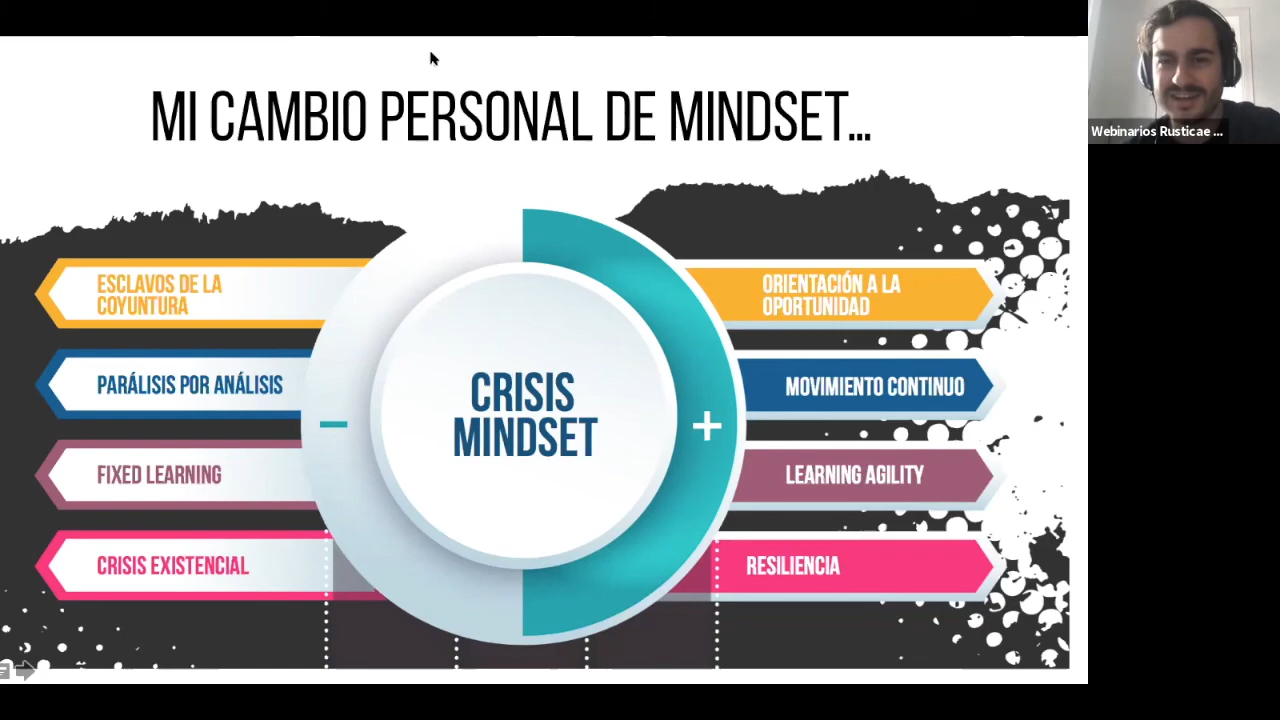 MI CAMBIO PERSONAL DE MINDSET...
Webinarios Rusticae ...
ESCLAVOS DE LA
COYUNTURA
PARÁLISIS POR ANÁLISIS
FIXED LEARNING
CRISIS EXISTENCIAL
−
CRISIS
MINDSET
+
ORIENTACIÓN A LA
OPORTUNIDAD
MOVIMIENTO CONTINUO
LEARNING AGILITY
RESILIENCIA